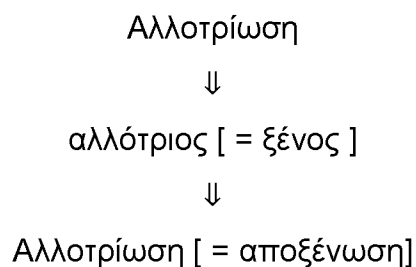 Αλλοτρίωση
⇓
αλλότριος [ = ξένος ]
⇓
Αλλοτρίωση [ = αποξένωση]